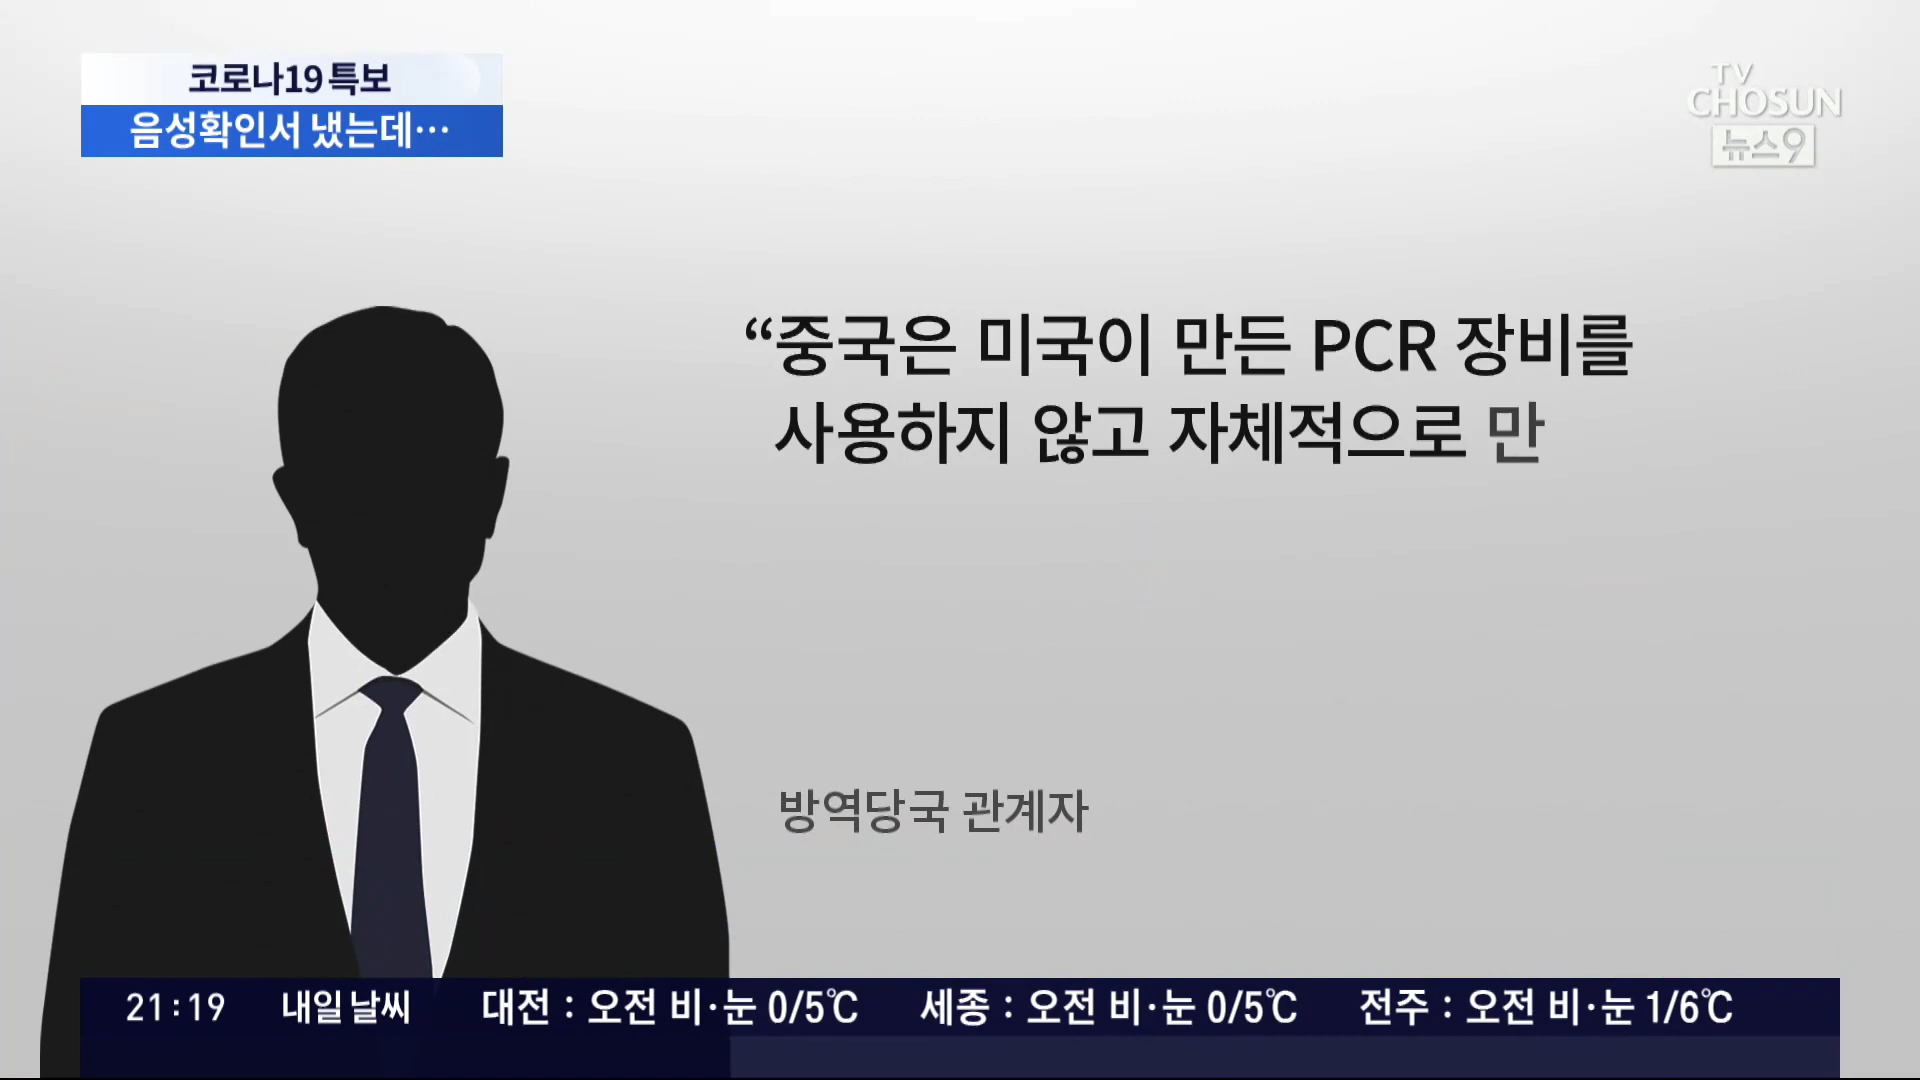 코로나19 특보
음성확인서 냈는데…
TV
CHOSUN
뉴스9
“중국은 미국이 만든 PCR 장비를
사용하지 않고 자체적으로 만
방역당국 관계자
21:19 내일 날씨 대전 : 오전 비·눈 0/5℃ 세종 : 오전 비·눈 0/5℃ 전주 : 오전 비·눈 1/6℃